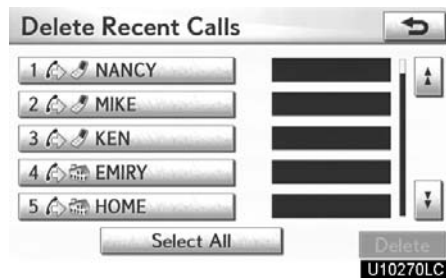 Delete Recent Calls
1 NANCY
2 MIKE
3 KEN
4 EMIRY
5 HOME
Select All
Delete
U10270LC